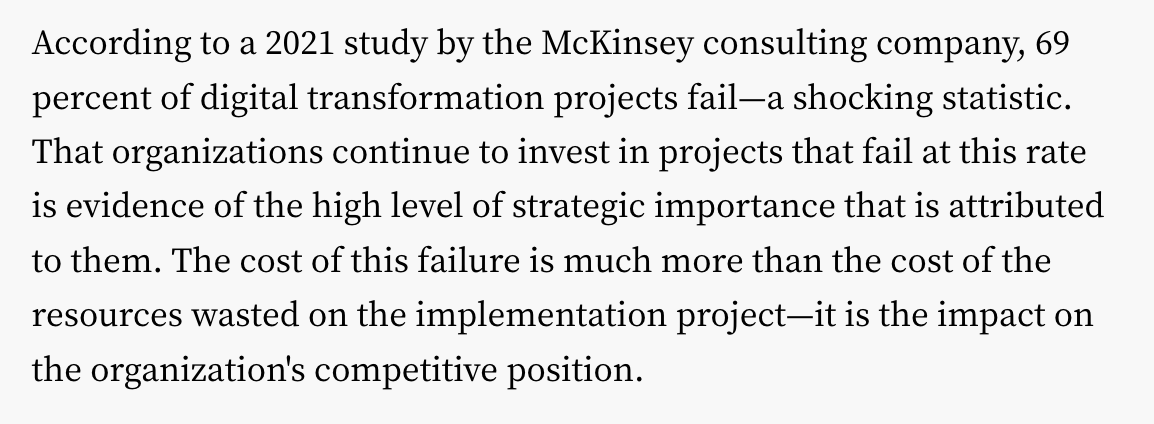 According to a 2021 study by the McKinsey consulting company, 69
percent of digital transformation projects fail—a shocking statistic.
That organizations continue to invest in projects that fail at this rate
is evidence of the high level of strategic importance that is attributed
to them. The cost of this failure is much more than the cost of the
resources wasted on the implementation project—it is the impact on
the organization's competitive position.